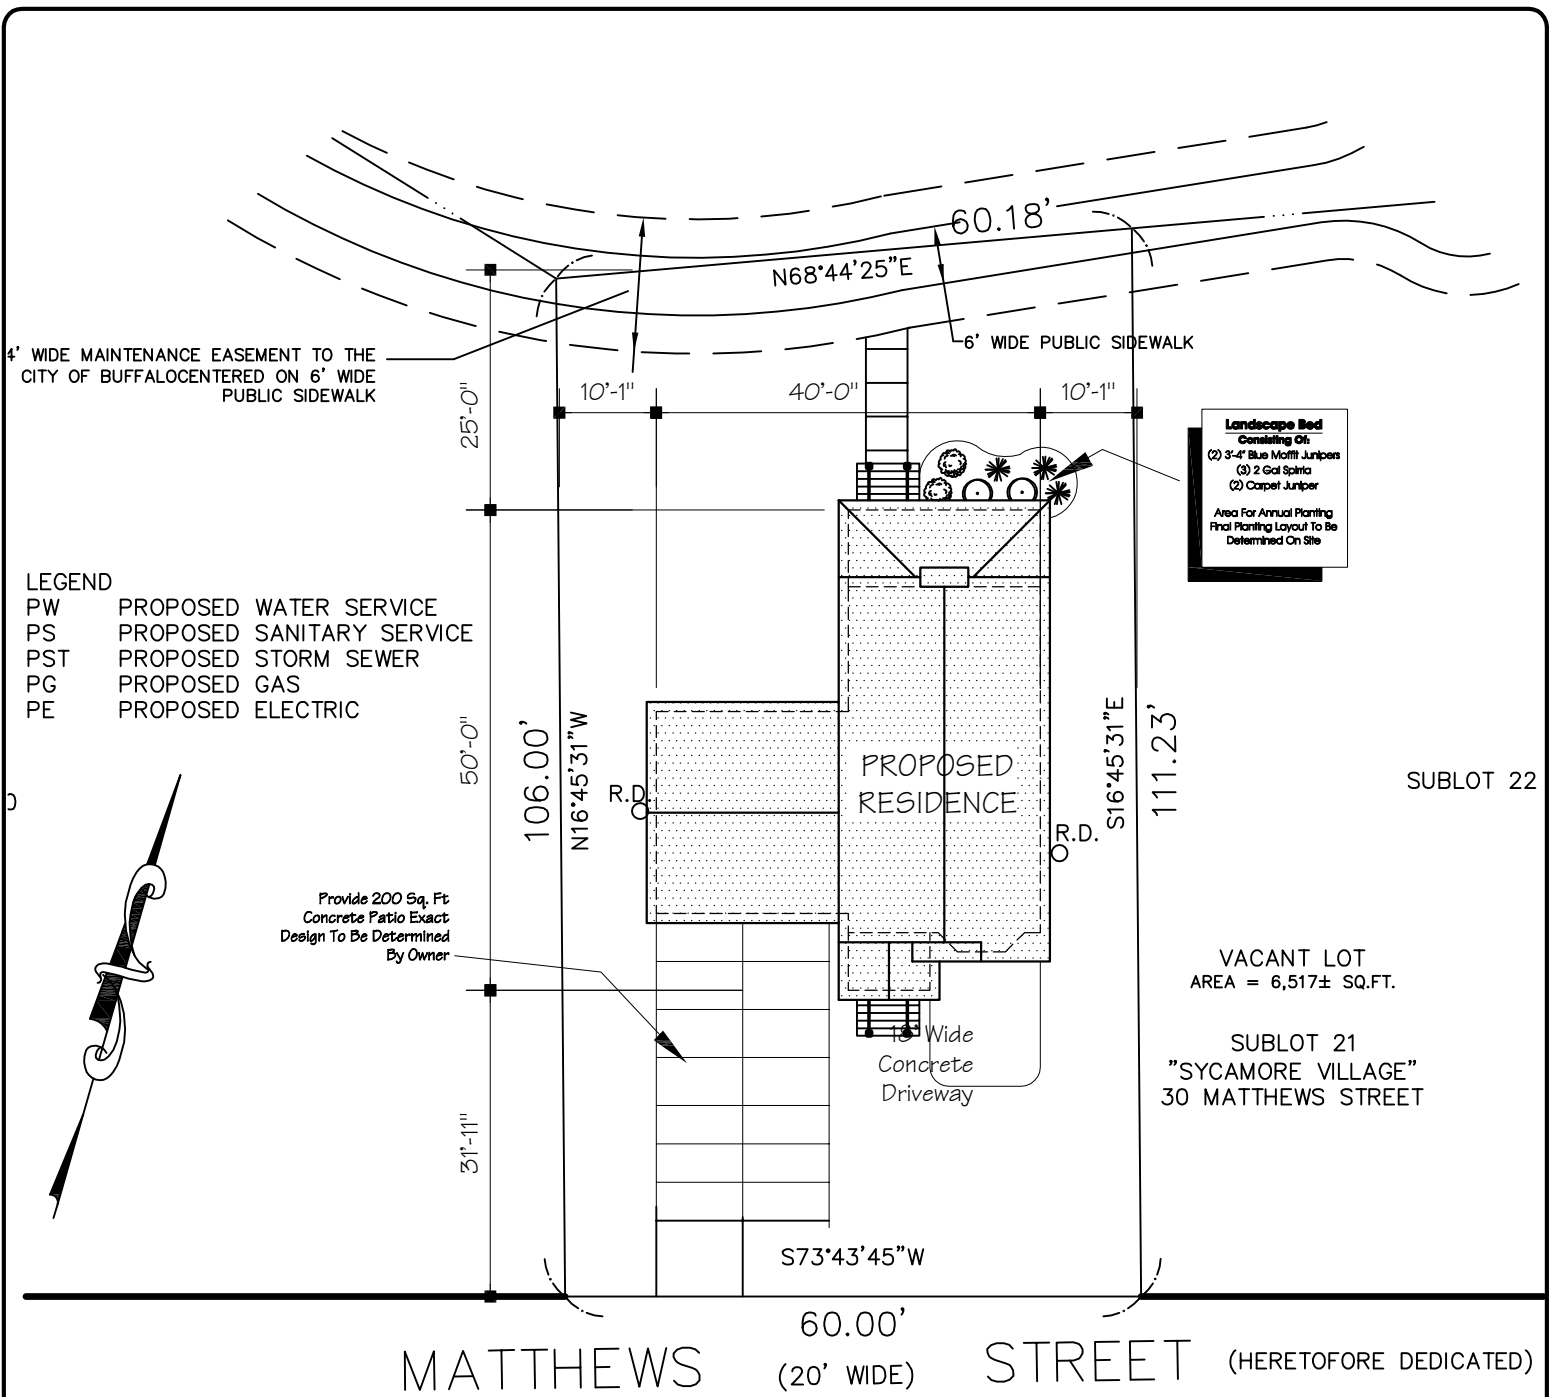 60.18'
N68°44'25"E
4' WIDE MAINTENANCE EASEMENT TO THE
CITY OF BUFFALOCENTERED ON 6' WIDE
PUBLIC SIDEWALK
6' WIDE PUBLIC SIDEWALK
25'-0"
10'-1"
40'-0"
10'-1"
Landscape Bed
Consisting Of:
(2) 3'-4" Blue Moffit Junipers
(3) 2 Gal Spirria
(2) Carpet Juniper
Area For Annual Planting
Final Planting Layout To Be
Determined On Site
LEGEND
PW PROPOSED WATER SERVICE
PS PROPOSED SANITARY SERVICE
PST PROPOSED STORM SEWER
PG PROPOSED GAS
PE PROPOSED ELECTRIC
50'-0"
106.00'
N16°45'31"W
R.D.
PROPOSED
RESIDENCE
R.D.
S16°45'31"E
111.23'
SUBLOT 22
Provide 200 Sq. Ft
Concrete Patio Exact
Design To Be Determined
By Owner
VACANT LOT
AREA = 6,517± SQ.FT.
SUBLOT 21
"SYCAMORE VILLAGE"
30 MATTHEWS STREET
18' Wide
Concrete
Driveway
31'-11"
S73°43'45"W
60.00'
MATTHEWS (20' WIDE) STREET (HERETOFORE DEDICATED)